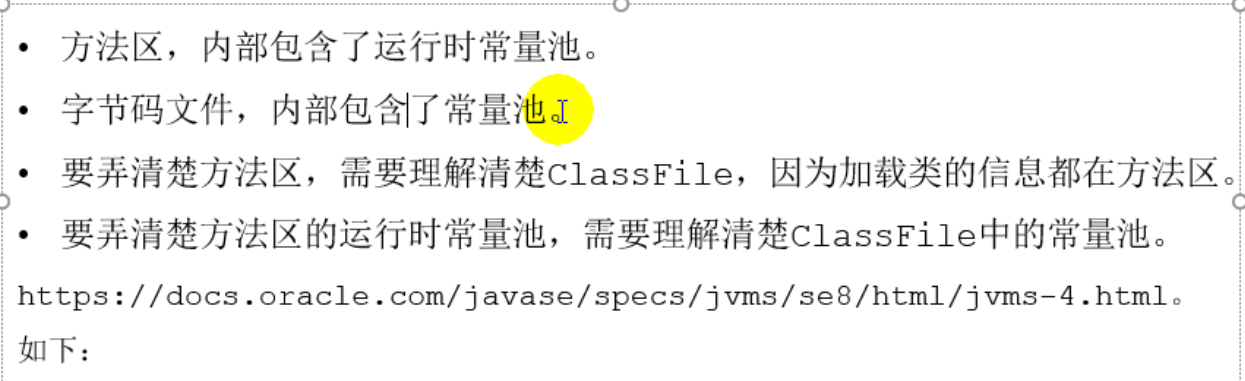 • 方法区，内部包含了运行时常量池。
• 字节码文件，内部包含了常量池。
• 要弄清楚方法区，需要理解清楚ClassFile，因为加载类的信息都在方法区。
• 要弄清楚方法区的运行时常量池，需要理解清楚ClassFile中的常量池。
https://docs.oracle.com/javase/specs/jvms/se8/html/jvms-4.html。
如下：